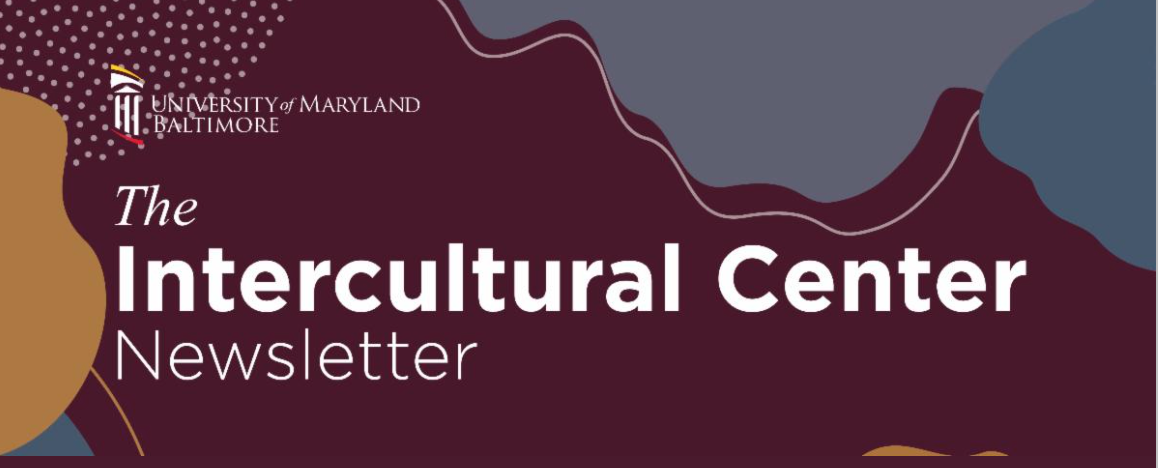 UNIVERSITY of MARYLAND
BALTIMORE
The
Intercultural Center
Newsletter